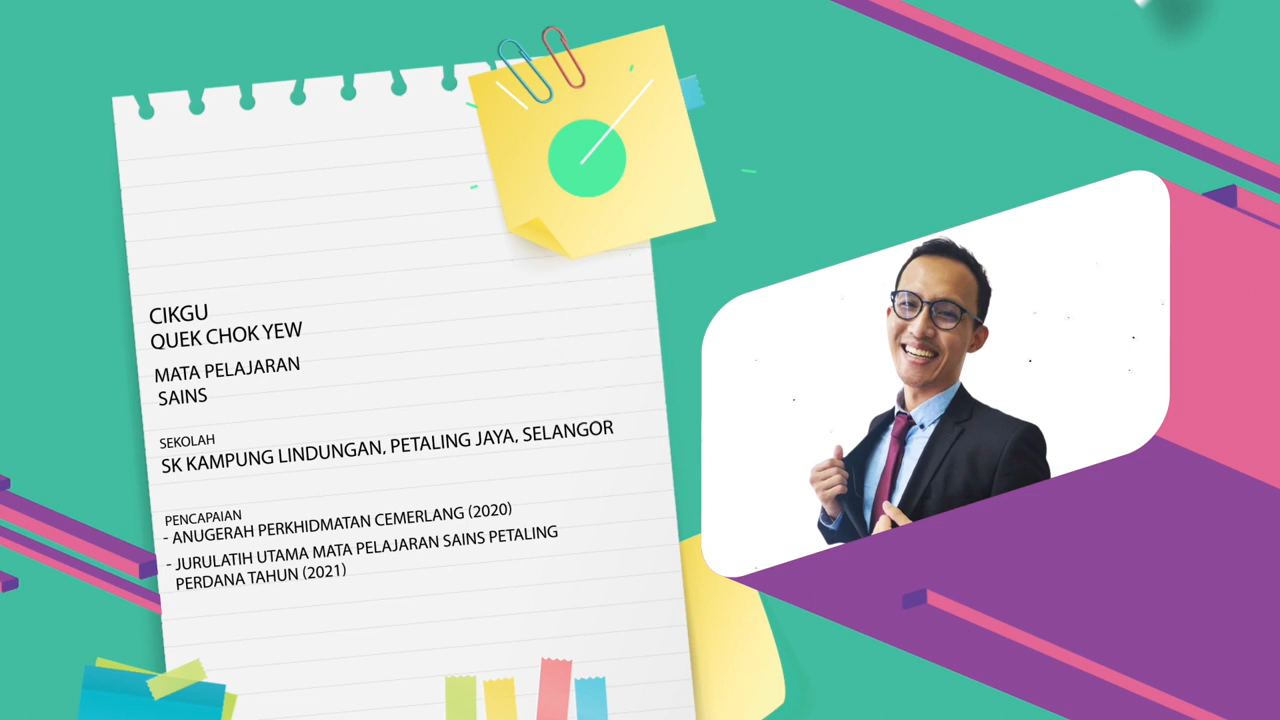 CIKGU
QUEK CHOK YEW
MATA PELAJARAN
SAINS
SEKOLAH
SK KAMPUNG LINDUNGAN, PETALING JAYA, SELANGOR
PENCAPAIAN
- ANUGERAH PERKHIDMATAN CEMERLANG (2020)
- JURULATIH UTAMA MATA PELAJARAN SAINS PETALING
PERDANA TAHUN (2021)